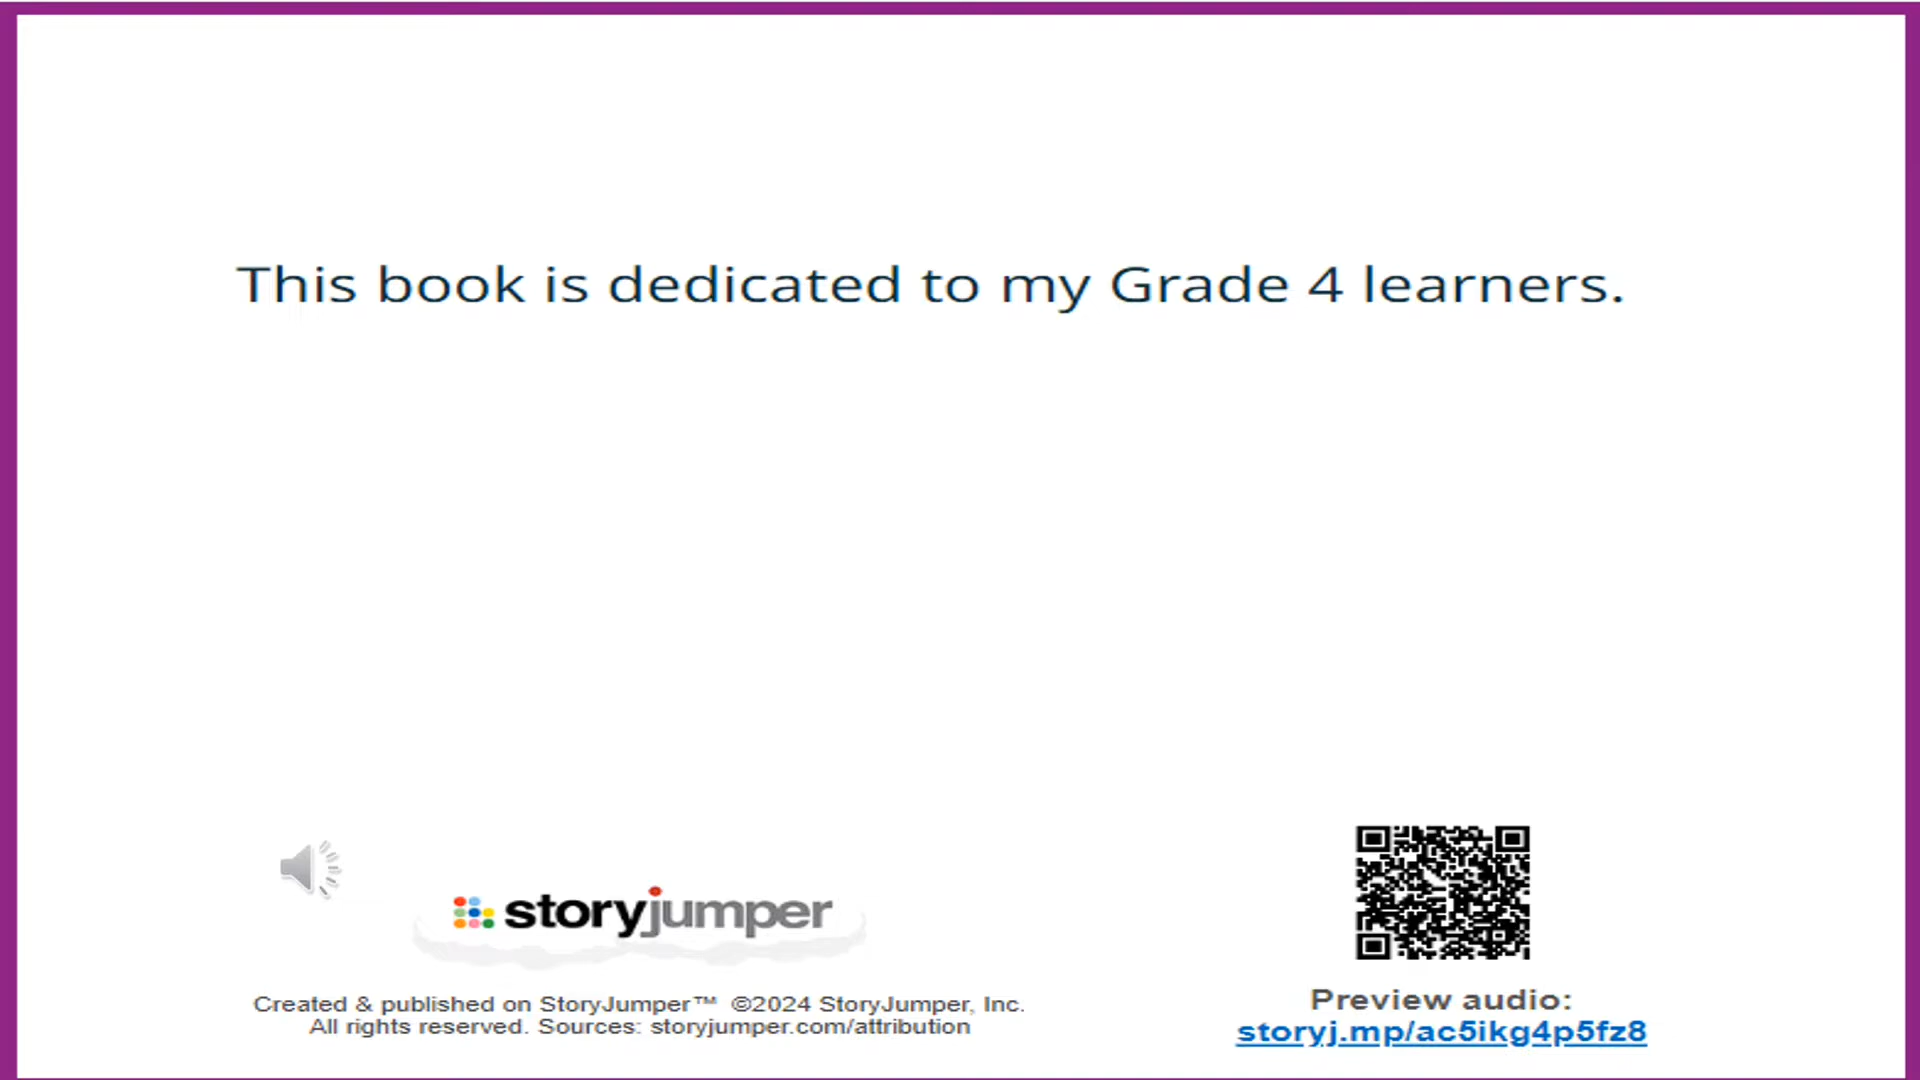 This book is dedicated to my Grade 4 learners.
storyjumper
Created & published on StoryJumper™ ©2024 StoryJumper, Inc.
All rights reserved. Sources: storyjumper.com/attribution
Preview audio:
storyj.mp/ac5ikg4p5fz8